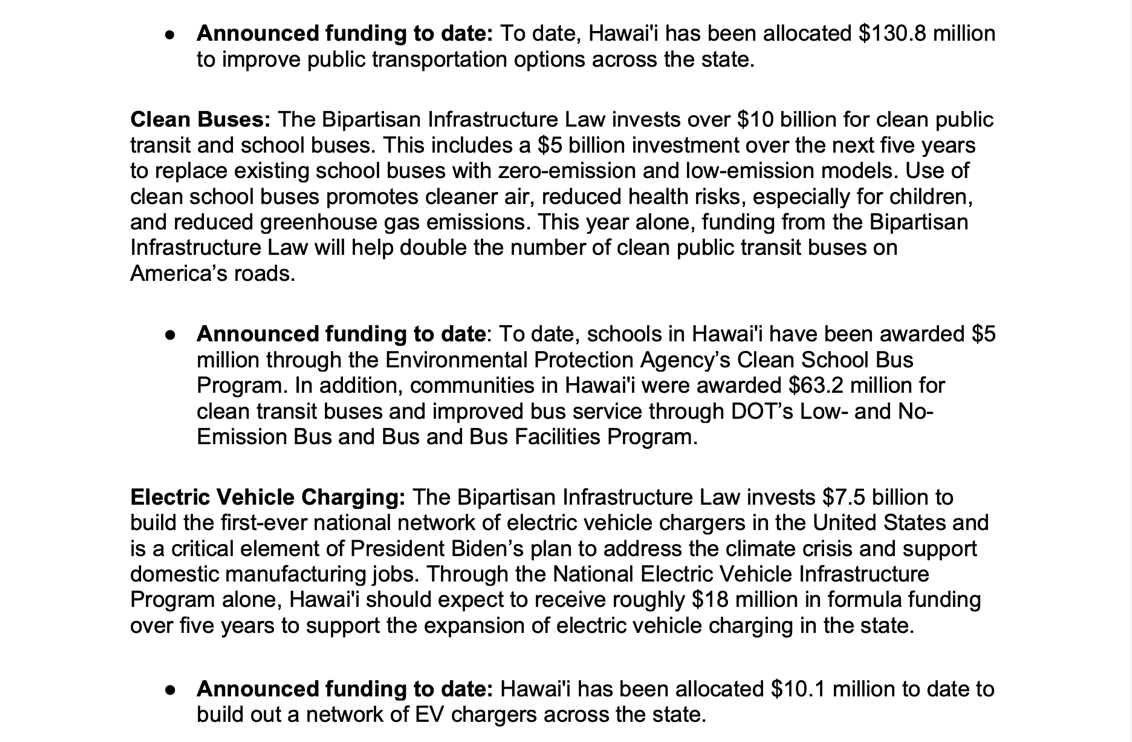 ● Announced funding to date: To date, Hawai'i has been allocated $130.8 million
to improve public transportation options across the state.
Clean Buses: The Bipartisan Infrastructure Law invests over $10 billion for clean public
transit and school buses. This includes a $5 billion investment over the next five years
to replace existing school buses with zero-emission and low-emission models. Use of
clean school buses promotes cleaner air, reduced health risks, especially for children,
and reduced greenhouse gas emissions. This year alone, funding from the Bipartisan
Infrastructure Law will help double the number of clean public transit buses on
America’s roads.
● Announced funding to date: To date, schools in Hawai'i have been awarded $5
million through the Environmental Protection Agency’s Clean School Bus
Program. In addition, communities in Hawai'i were awarded $63.2 million for
clean transit buses and improved bus service through DOT’s Low- and No-
Emission Bus and Bus and Bus Facilities Program.
Electric Vehicle Charging: The Bipartisan Infrastructure Law invests $7.5 billion to
build the first-ever national network of electric vehicle chargers in the United States and
is a critical element of President Biden’s plan to address the climate crisis and support
domestic manufacturing jobs. Through the National Electric Vehicle Infrastructure
Program alone, Hawai'i should expect to receive roughly $18 million in formula funding
over five years to support the expansion of electric vehicle charging in the state.
● Announced funding to date: Hawai'i has been allocated $10.1 million to date to
build out a network of EV chargers across the state.